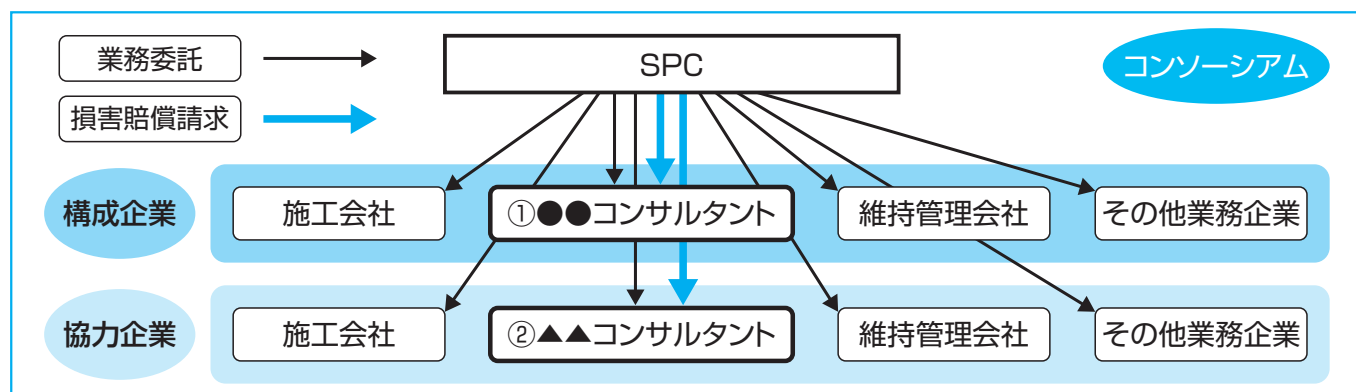 業務委託
SPC
コンソーシアム
損害賠償請求
構成企業
施工会社
①●●コンサルタント
維持管理会社
その他業務企業
協力企業
施工会社
②▲▲コンサルタント
維持管理会社
その他業務企業